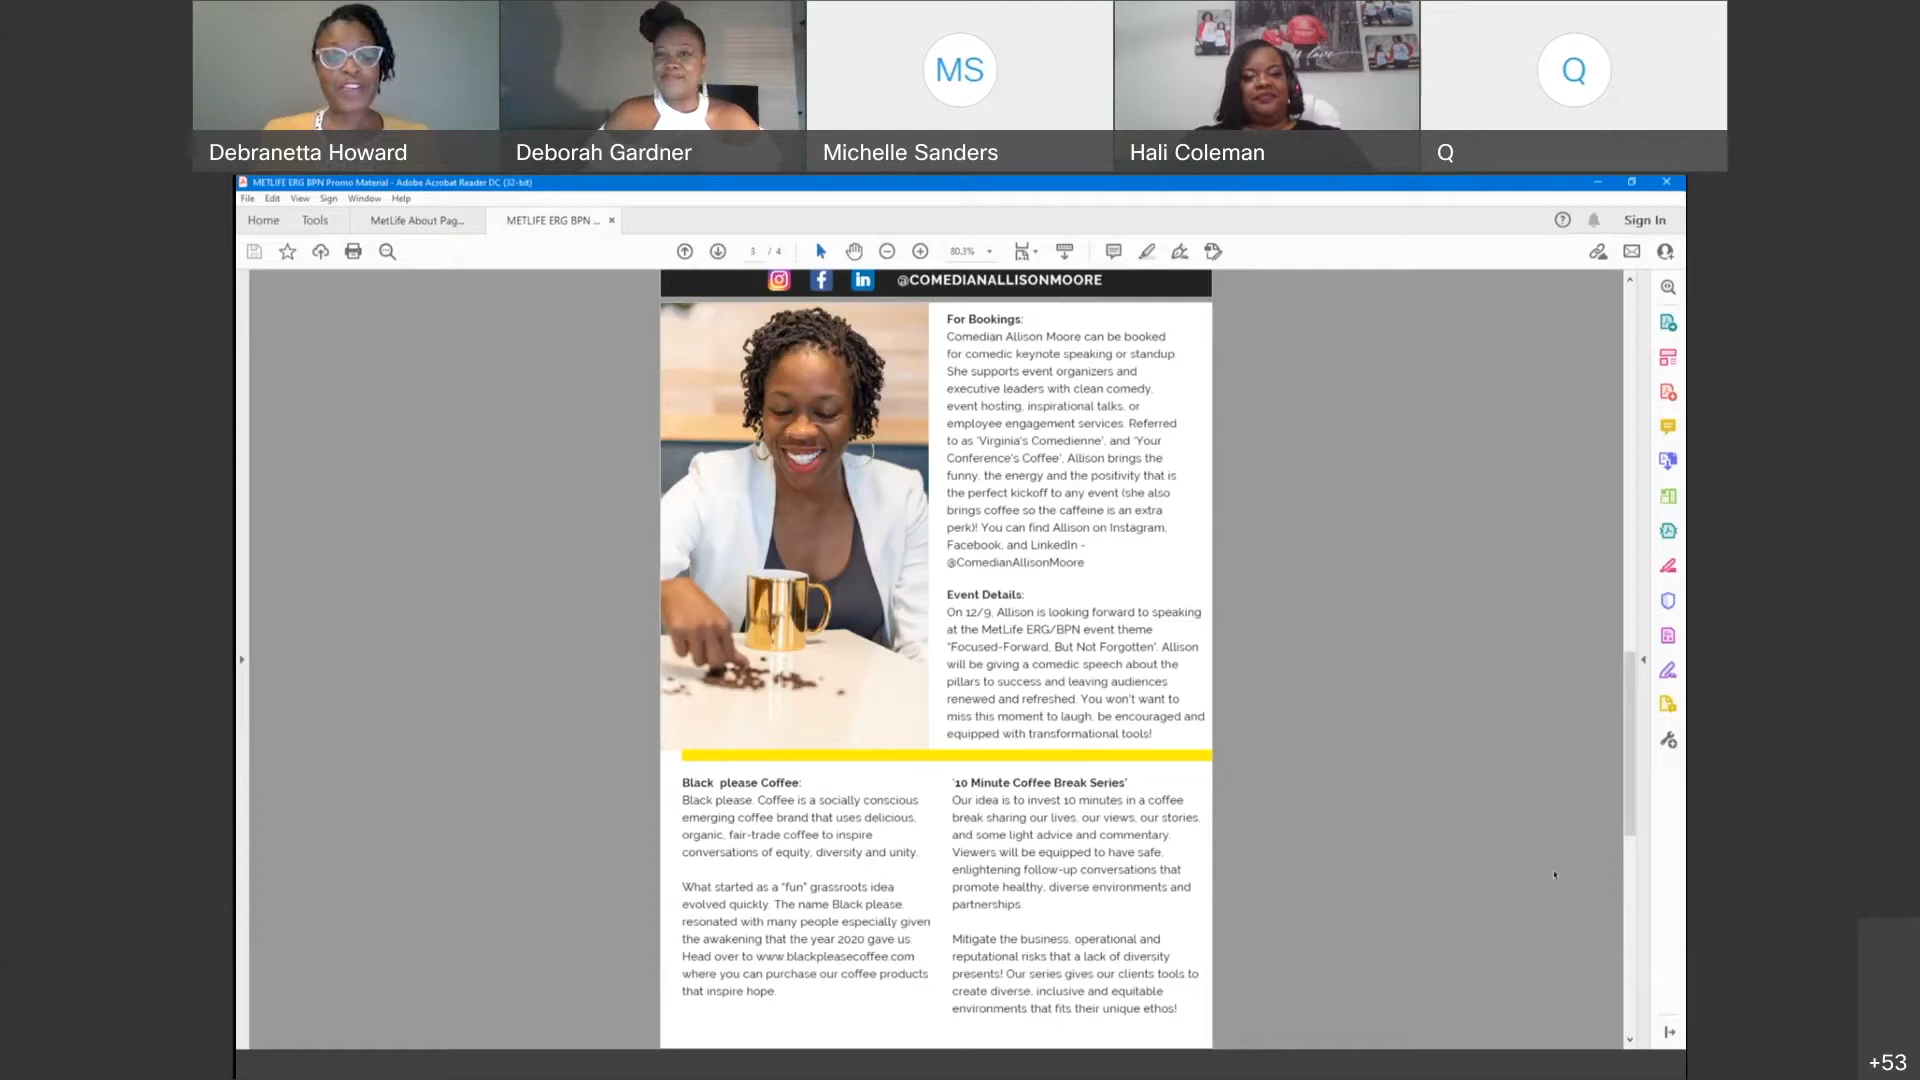 MS
Q
Debranetta Howard
Deborah Gardner
Michelle Sanders
Hali Coleman
Q
METLIFE ERG BPN Promo Material - Adobe Acrobat Reader DC (32-bit)
File Edit View Sign Window Help
Home Tools MetLife About Pag... METLIFE ERG BPN ... × Sign In
3 / 4 80.3%
@COMEDIANALLISONMOORE
For Bookings:
Comedian Allison Moore can be booked
for comedic keynote speaking or standup.
She supports event organizers and
executive leaders with clean comedy,
event hosting, inspirational talks, or
employee engagement services. Referred
to as 'Virginia's Comedienne', and 'Your
Conference's Coffee', Allison brings the
funny, the energy and the positivity that is
the perfect kickoff to any event (she also
brings coffee so the caffeine is an extra
perk)! You can find Allison on Instagram,
Facebook, and LinkedIn -
@ComedianAllisonMoore
Event Details:
On 12/9, Allison is looking forward to speaking
at the MetLife ERG/BPN event theme
"Focused-Forward, But Not Forgotten". Allison
will be giving a comedic speech about the
pillars to success and leaving audiences
renewed and refreshed. You won't want to
miss this moment to laugh, be encouraged and
equipped with transformational tools!
Black please Coffee:
Black please. Coffee is a socially conscious
emerging coffee brand that uses delicious,
organic, fair-trade coffee to inspire
conversations of equity, diversity and unity.
What started as a "fun" grassroots idea
evolved quickly. The name Black please.
resonated with many people especially given
the awakening that the year 2020 gave us.
Head over to www.blackpleasecoffee.com
where you can purchase our coffee products
that inspire hope.
'10 Minute Coffee Break Series'
Our idea is to invest 10 minutes in a coffee
break sharing our lives, our views, our stories,
and some light advice and commentary.
Viewers will be equipped to have safe,
enlightening follow-up conversations that
promote healthy, diverse environments and
partnerships.
Mitigate the business, operational and
reputational risks that a lack of diversity
presents! Our series gives our clients tools to
create diverse, inclusive and equitable
environments that fits their unique ethos!
+53